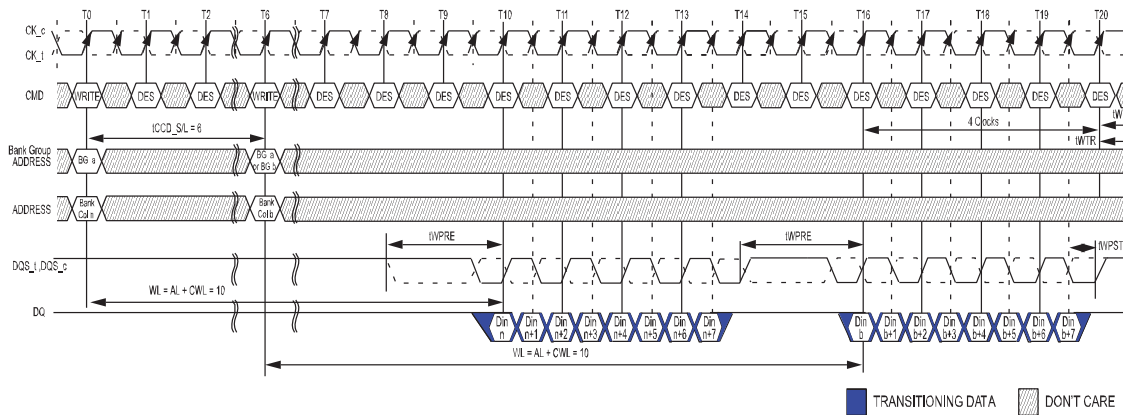 T0 T1 T2 T6 T7 T8 T9 T10 T11 T12 T13 T14 T15 T16 T17 T18 T19 T20
CK_c
CK_t
CMD WRITE DES DES WRITE DES DES DES DES DES DES DES DES DES DES DES DES DES
tCCD_S/L = 6
4 Clocks
tW
tWTR
Bank Group
ADDRESS
BG a
BG a
or BG b
ADDRESS
Bank
Col n
Bank
Col b
tWPRE tWPRE tWPST
DQS_t ,DQS_c
WL = AL + CWL = 10
DQ
Din
n
Din
n+1
Din
n+2
Din
n+3
Din
n+4
Din
n+5
Din
n+6
Din
n+7
Din
b
Din
b+1
Din
b+2
Din
b+3
Din
b+4
Din
b+5
Din
b+6
Din
b+7
WL = AL + CWL = 10
TRANSITIONING DATA
DON'T CARE